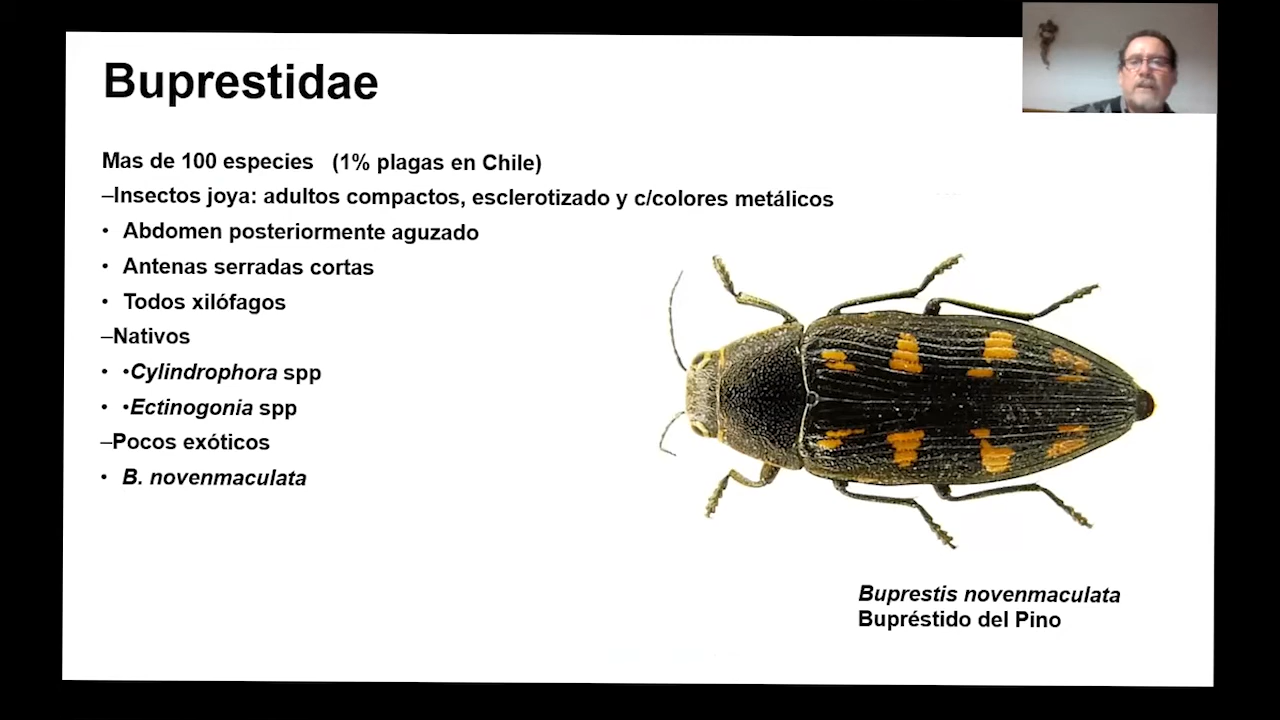 Buprestidae
Mas de 100 especies (1% plagas en Chile)
–Insectos joya: adultos compactos, esclerotizado y c/colores metálicos
• Abdomen posteriormente aguzado
• Antenas serradas cortas
• Todos xilófagos
–Nativos
• •Cylindrophora spp
• •Ectinogonia spp
–Pocos exóticos
• B. novenmaculata
Buprestis novenmaculata
Bupréstido del Pino